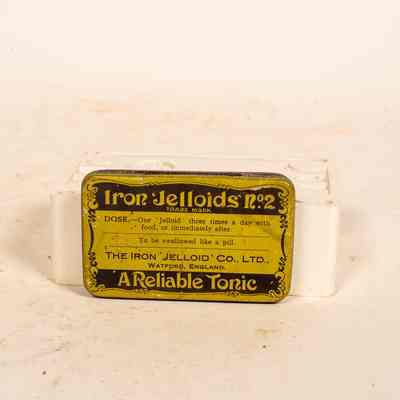 Iron 'Jelloids' No. 2
TRADE MARK
DOSE.—One 'Jelloid' three times a day with
food, or immediately after
To be swallowed like a pill.
THE IRON 'JELLOID' CO., LTD.,
WATFORD, ENGLAND.
A Reliable Tonic